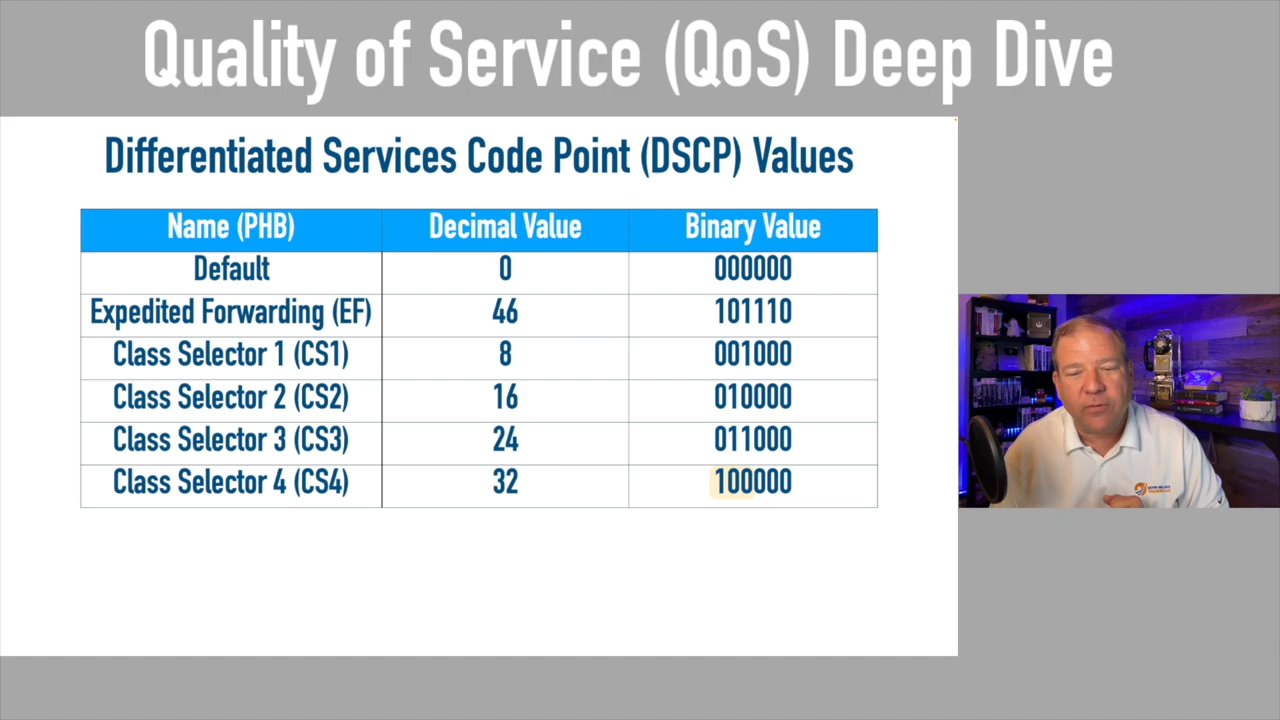 Quality of Service (QoS) Deep Dive
Differentiated Services Code Point (DSCP) Values
Name (PHB) Decimal Value Binary Value
Default 0 000000
Expedited Forwarding (EF) 46 101110
Class Selector 1 (CS1) 8 001000
Class Selector 2 (CS2) 16 010000
Class Selector 3 (CS3) 24 011000
Class Selector 4 (CS4) 32 100000